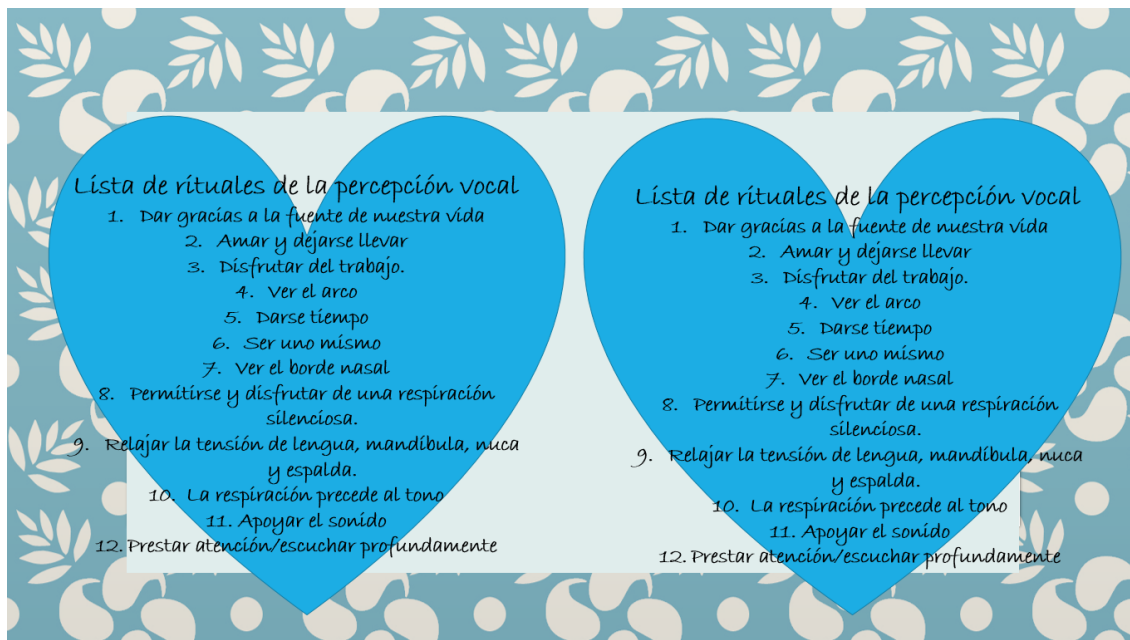 Lista de rituales de la percepción vocal
1. Dar gracias a la fuente de nuestra vida
2. Amar y dejarse llevar
3. Disfrutar del trabajo.
4. Ver el arco
5. Darse tiempo
6. Ser uno mismo
7. Ver el borde nasal
8. Permitirse y disfrutar de una respiración
silenciosa.
9. Relajar la tensión de lengua, mandíbula, nuca
y espalda.
10. La respiración precede al tono
11. Apoyar el sonido
12. Prestar atención/escuchar profundamente
Lista de rituales de la percepción vocal
1. Dar gracias a la fuente de nuestra vida
2. Amar y dejarse llevar
3. Disfrutar del trabajo.
4. Ver el arco
5. Darse tiempo
6. Ser uno mismo
7. Ver el borde nasal
8. Permitirse y disfrutar de una respiración
silenciosa.
9. Relajar la tensión de lengua, mandíbula, nuca
y espalda.
10. La respiración precede al tono
11. Apoyar el sonido
12. Prestar atención/escuchar profundamente